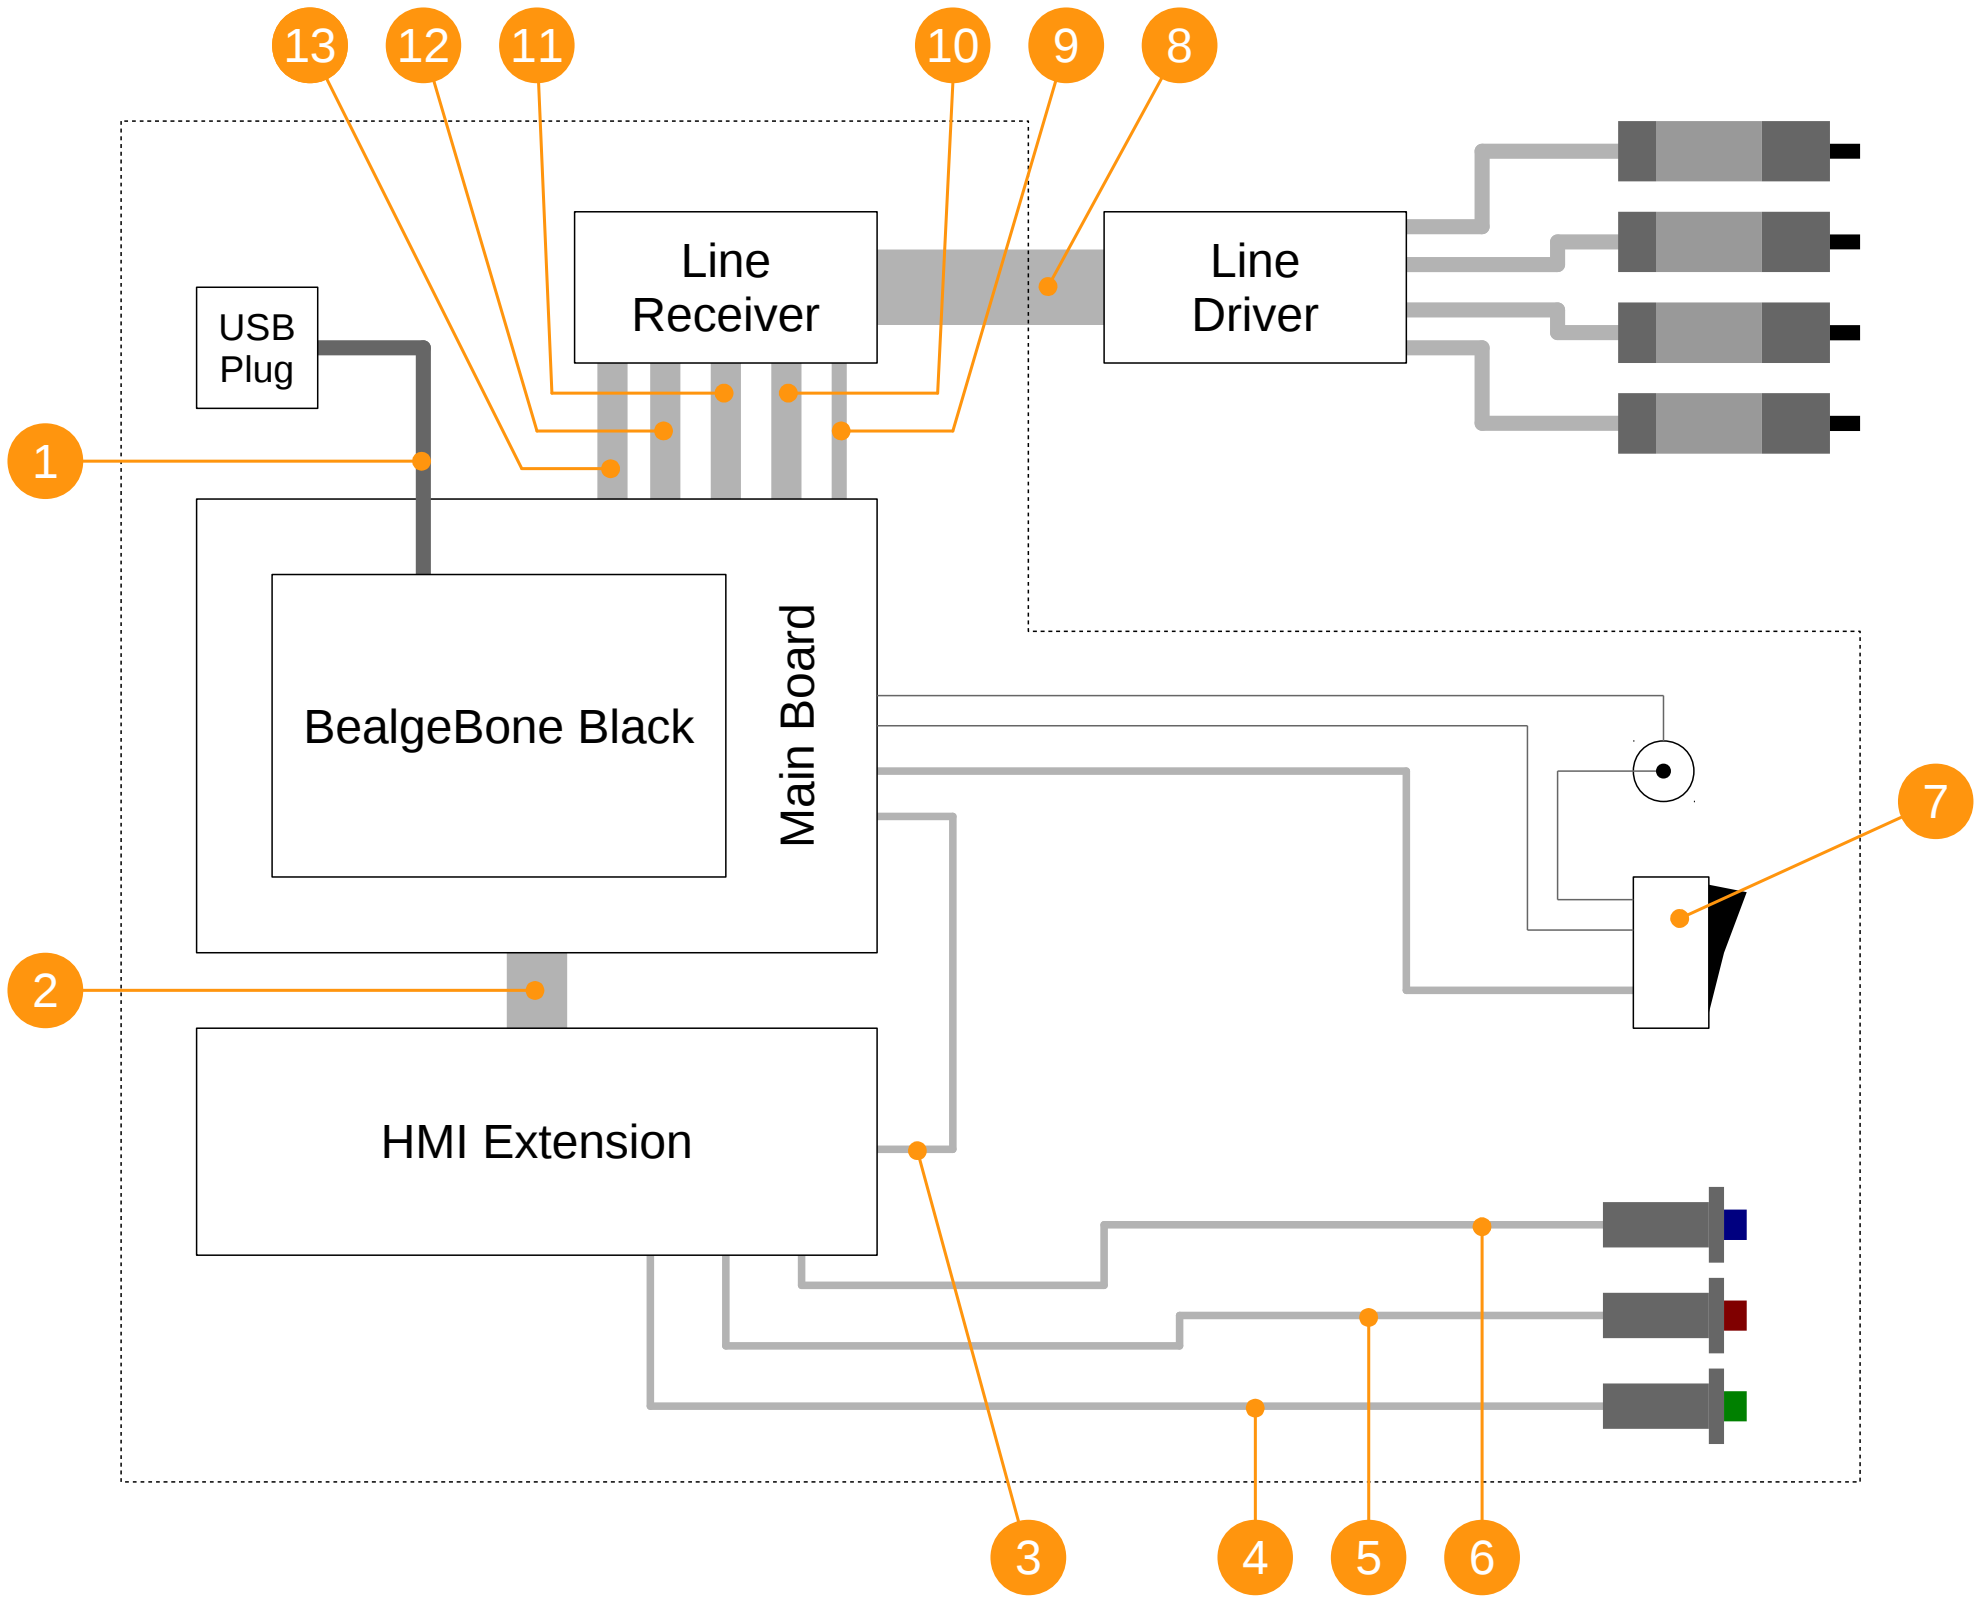 13
12
11
10
9
8
Line
Receiver
Line
Driver
USB
Plug
1
BealgeBone Black
Main Board
7
2
HMI Extension
3
4
5
6